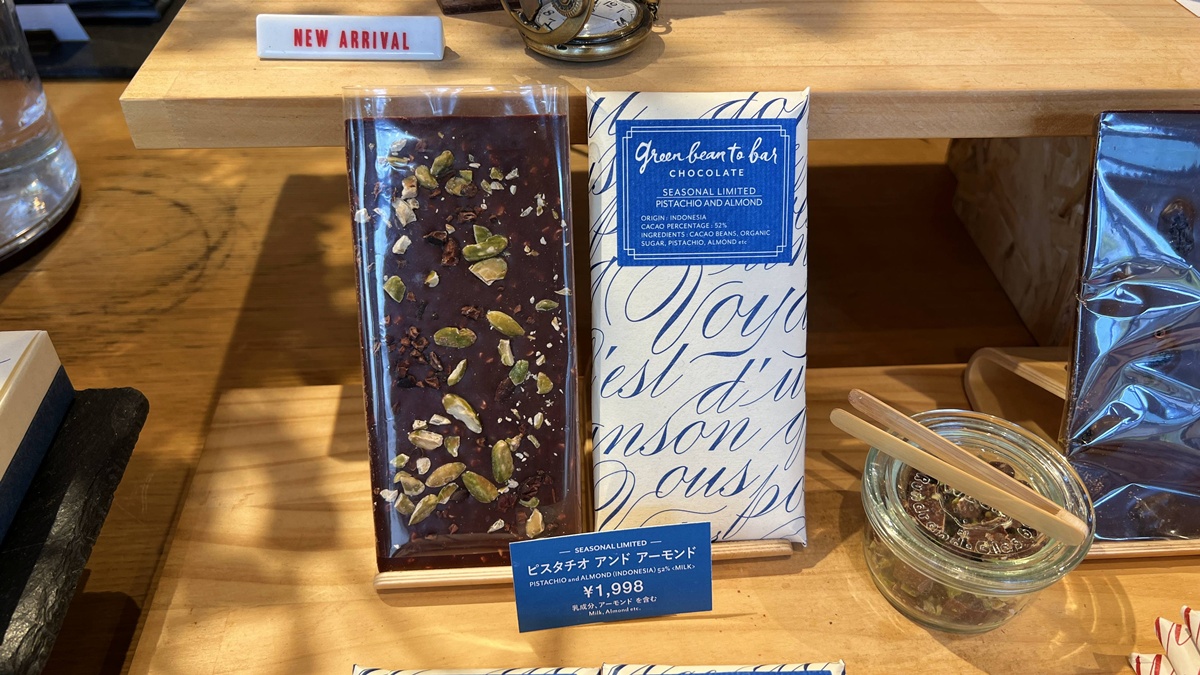 NEW ARRIVAL
green bean to bar
CHOCOLATE
SEASONAL LIMITED
PISTACHIO AND ALMOND
ORIGIN : INDONESIA
CACAO PERCENTAGE : 52%
INGREDIENTS : CACAO BEANS, ORGANIC
SUGAR, PISTACHIO, ALMOND etc
Voya
est d'u
nson
ous
— SEASONAL LIMITED —
ピスタチオ アンド アーモンド
PISTACHIO and ALMOND (INDONESIA) 52% <MILK>
¥1,998
乳成分、アーモンド を含む
Milk, Almond etc.